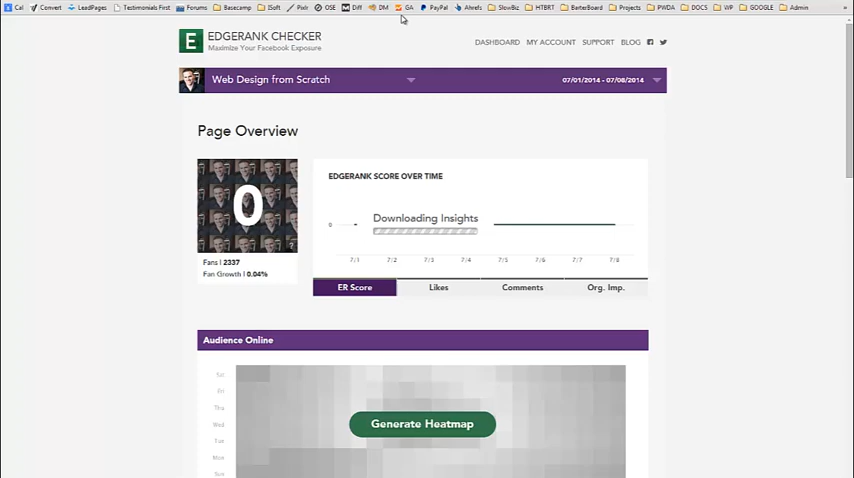 Cal Convert LeadPages Testimonials First Forums Basecamp ISoft Pixlr OSE Diff DM GA PayPal Ahrefs SlowBiz HTBRT BarterBoard Projects PWDA DOCS WP GOOGLE Admin »
E EDGERANK CHECKER
Maximize Your Facebook Exposure
DASHBOARD MY ACCOUNT SUPPORT BLOG
Web Design from Scratch 07/01/2014 - 07/08/2014
Page Overview
0
?
Fans | 2337
Fan Growth | 0.04%
EDGERANK SCORE OVER TIME
Downloading Insights
0
7/1 7/2 7/3 7/4 7/5 7/6 7/7 7/8
ER Score Likes Comments Org. Imp.
Audience Online
Sat
Fri
Thu
Wed
Tue
Mon
Sun
Generate Heatmap